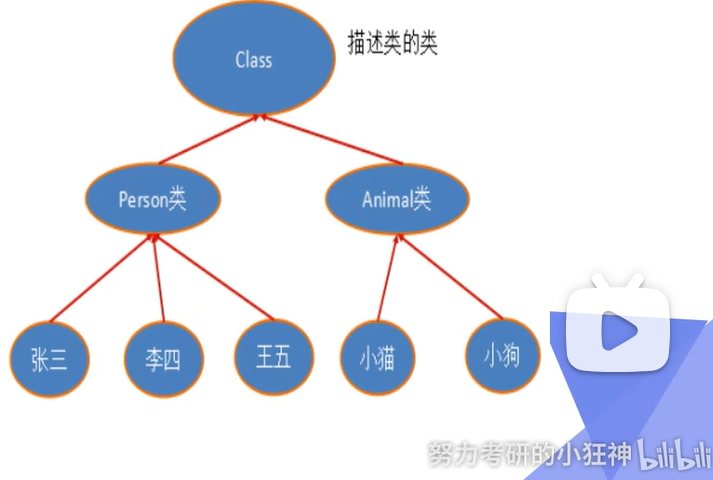 Class
描述类的类
Person类
Animal类
张三
李四
王五
小猫
小狗
努力考研的小狂神
bilibili